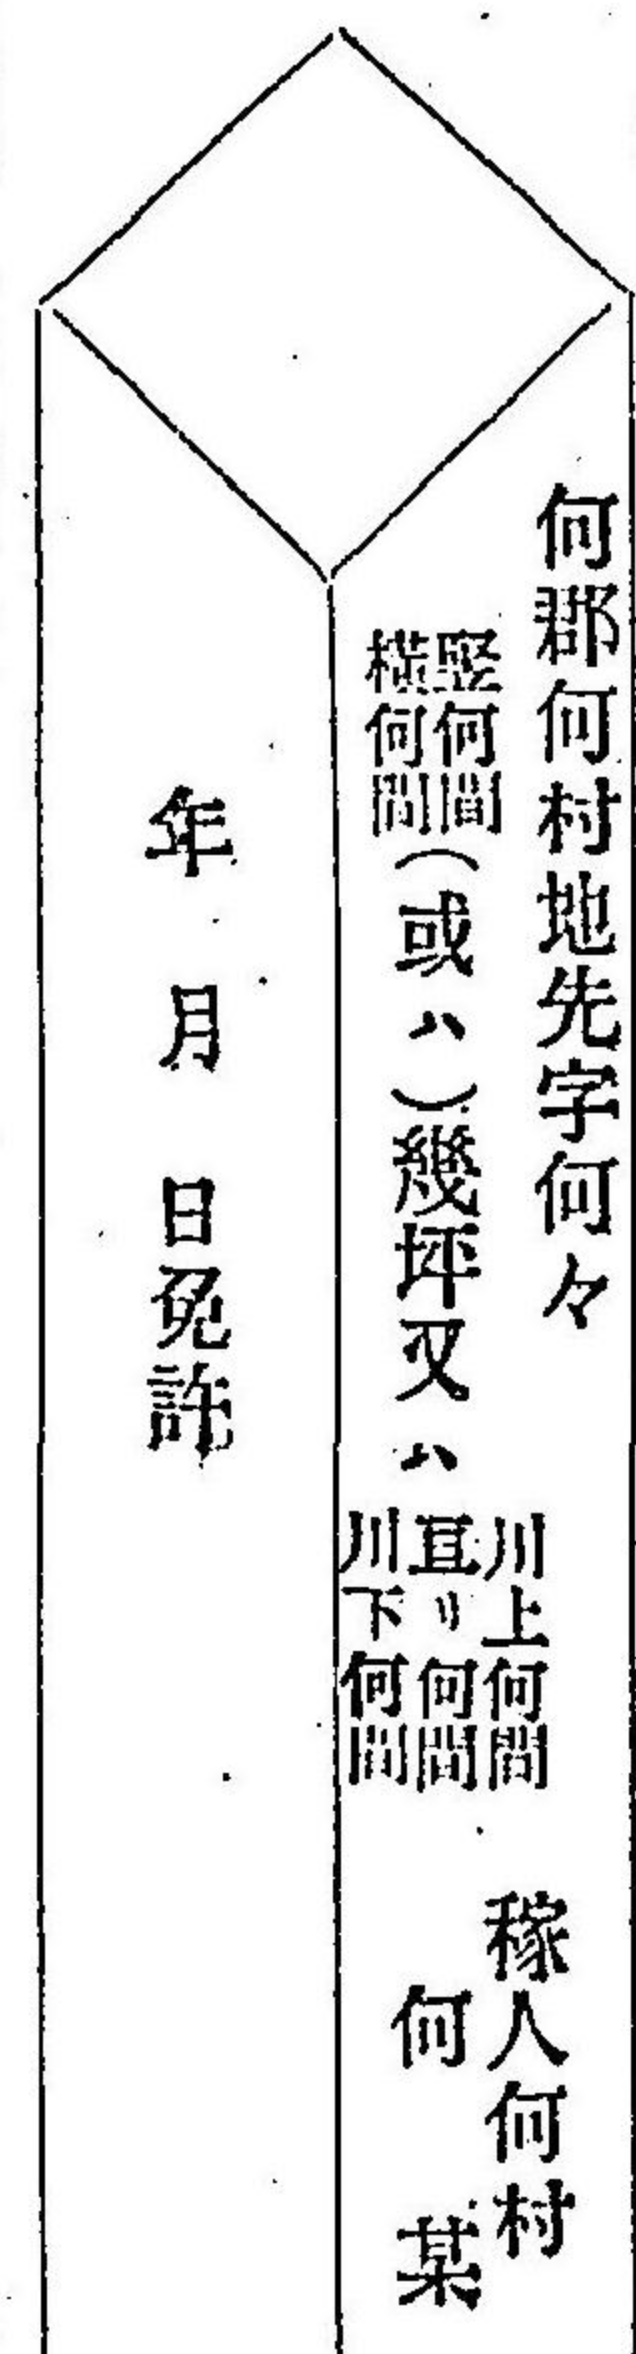 何郡何村地先字何々
竪何間
横何間
(或ハ)幾坪又ハ
川上何間
亘リ何間
川下何間
稼人何村
何某
年月日免許